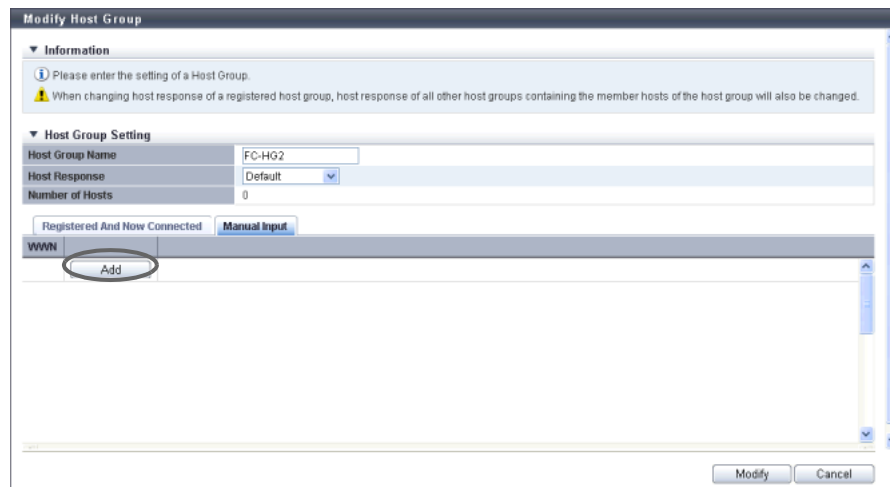 Modify Host Group
Information
Please enter the setting of a Host Group.
When changing host response of a registered host group, host response of all other host groups containing the member hosts of the host group will also be changed.
Host Group Setting
Host Group Name FC-HG2
Host Response Default
Number of Hosts 0
Registered And Now Connected Manual Input
WWN
Add
Modify Cancel